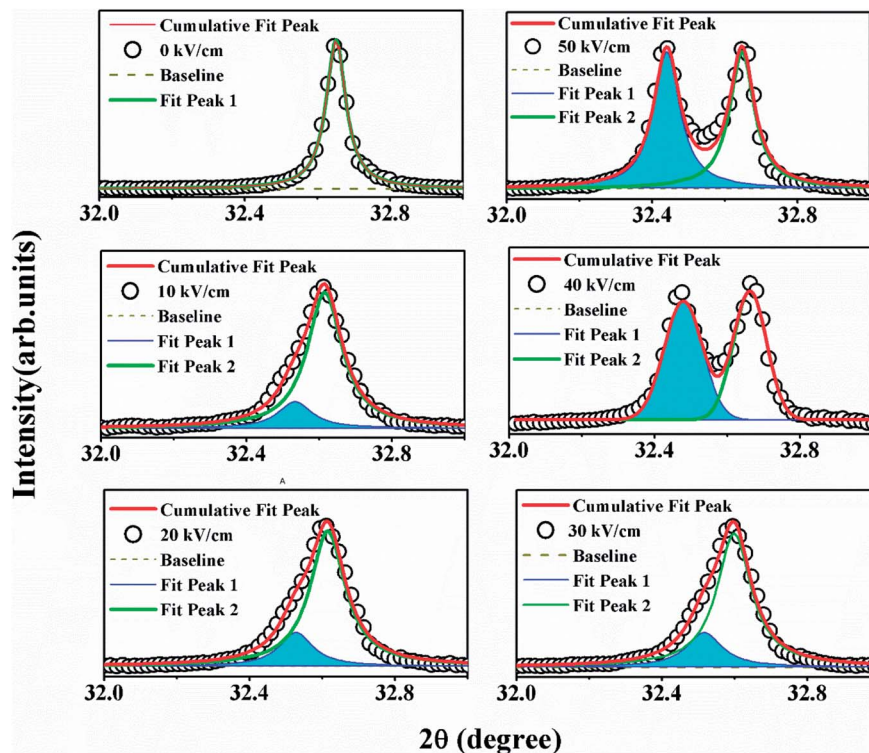 Cumulative Fit Peak
0 kV/cm
Baseline
Fit Peak 1
32.0 32.4 32.8
Cumulative Fit Peak
50 kV/cm
Baseline
Fit Peak 1
Fit Peak 2
32.0 32.4 32.8
Intensity(arb.units)
Cumulative Fit Peak
10 kV/cm
Baseline
Fit Peak 1
Fit Peak 2
32.0 32.4 32.8
A
Cumulative Fit Peak
40 kV/cm
Baseline
Fit Peak 1
Fit Peak 2
32.0 32.4 32.8
Cumulative Fit Peak
20 kV/cm
Baseline
Fit Peak 1
Fit Peak 2
32.0 32.4 32.8
Cumulative Fit Peak
30 kV/cm
Baseline
Fit Peak 1
Fit Peak 2
32.0 32.4 32.8
2θ (degree)